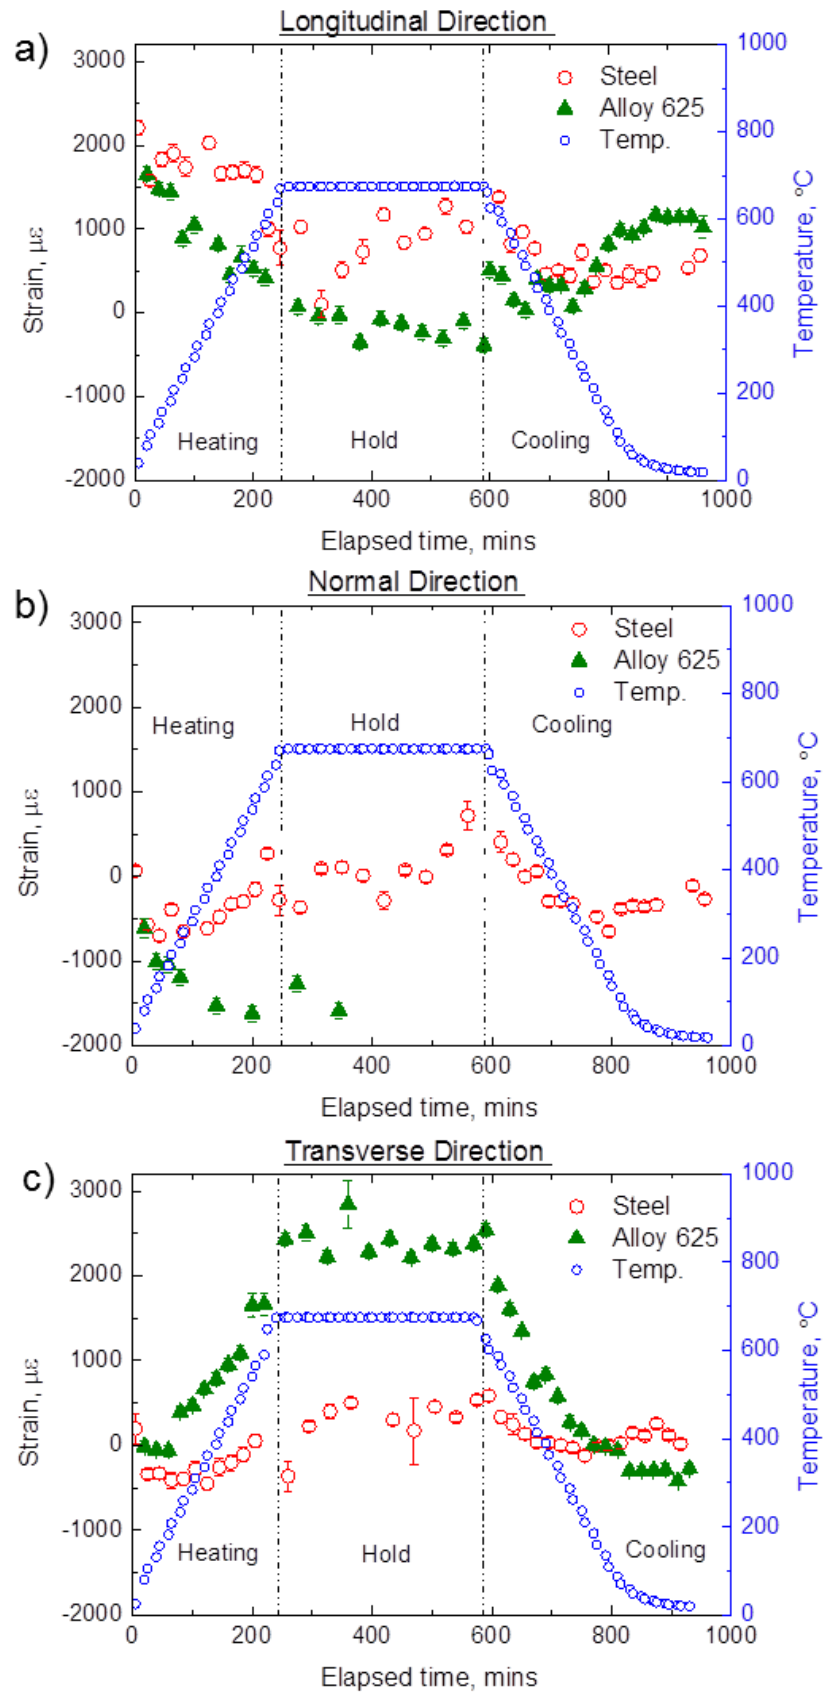 Longitudinal Direction
a)
3000
2000
1000
0
-1000
-2000
Strain, µε
Steel
Alloy 625
Temp.
1000
800
600
400
200
0
Temperature, °C
Heating
Hold
Cooling
0 200 400 600 800 1000
Elapsed time, mins
Normal Direction
b)
3000
2000
1000
0
-1000
-2000
Strain, µε
Steel
Alloy 625
Temp.
1000
800
600
400
200
0
Temperature, °C
Heating
Hold
Cooling
0 200 400 600 800 1000
Elapsed time, mins
Transverse Direction
c)
3000
2000
1000
0
-1000
-2000
Strain, µε
Steel
Alloy 625
Temp.
1000
800
600
400
200
0
Temperature, °C
Heating
Hold
Cooling
0 200 400 600 800 1000
Elapsed time, mins